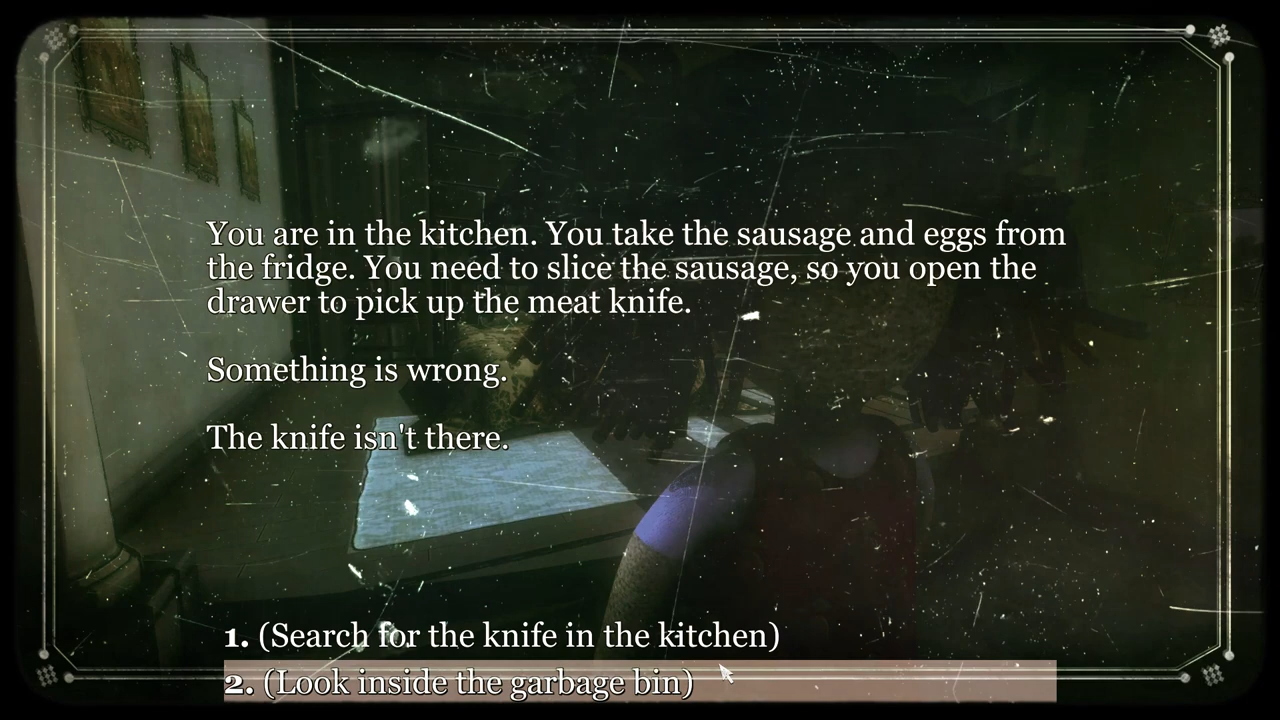 You are in the kitchen. You take the sausage and eggs from
the fridge. You need to slice the sausage, so you open the
drawer to pick up the meat knife.
Something is wrong.
The knife isn't there.
1. (Search for the knife in the kitchen)
2. (Look inside the garbage bin)